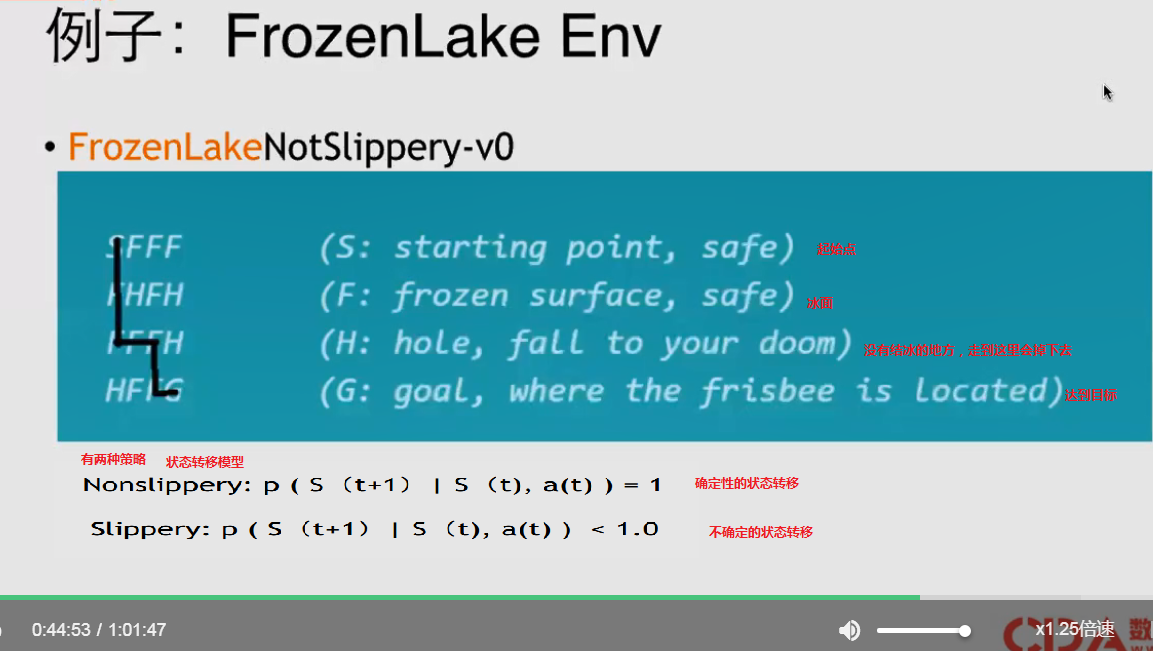 例子：FrozenLake Env
• FrozenLakeNotSlippery-v0
SFFF (S: starting point, safe) 起始点
FHFH (F: frozen surface, safe) 冰面
FFFH (H: hole, fall to your doom) 没有结冰的地方，走到这里会掉下去
HFFG (G: goal, where the frisbee is located) 达到目标
有两种策略 状态转移模型
Nonslippery: p ( S （t+1） | S （t), a(t) ) = 1 确定性的状态转移
Slippery: p ( S （t+1） | S （t), a(t) ) < 1.0 不确定的状态转移
0:44:53 / 1:01:47 x1.25倍速
CDA 数